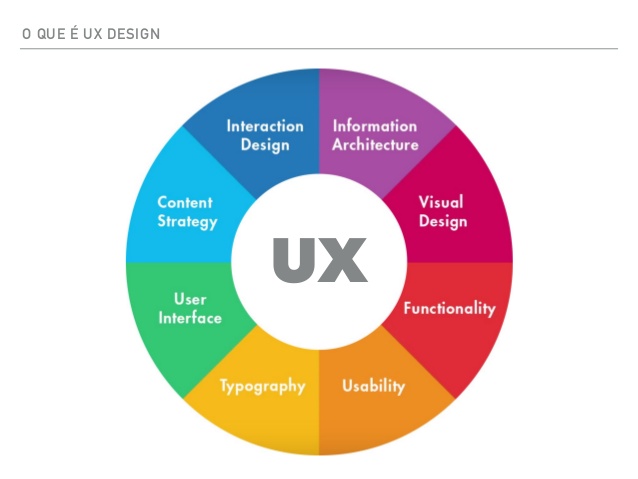 O QUE É UX DESIGN
Interaction
Design
Information
Architecture
Visual
Design
Functionality
Usability
Typography
User
Interface
Content
Strategy
UX